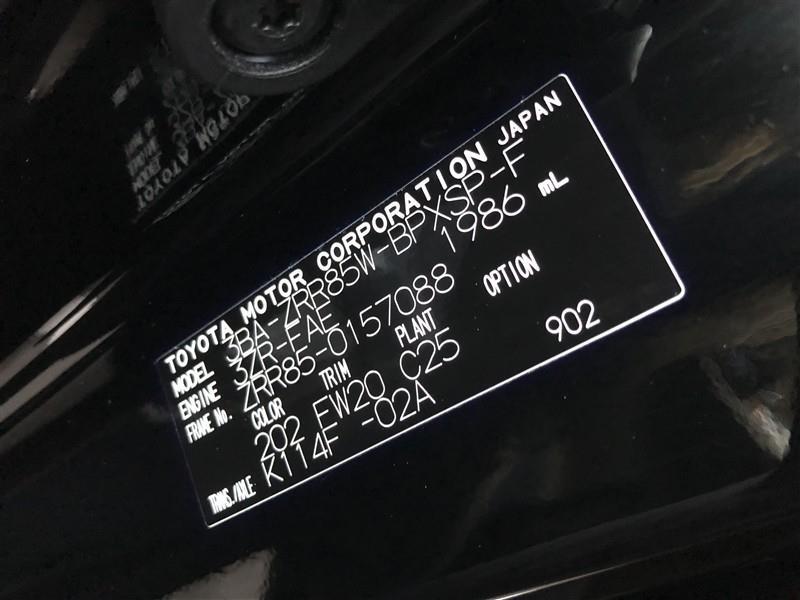 TOYOTA MOTOR CORPORATION JAPAN
MODEL 3BA-ZRR85W-BPXSP-F
ENGINE 3ZR-FAE 1986 mL
FRAME No. ZRR85-0157088
COLOR TRIM PLANT OPTION
202 FW20 C25 902
TRANS./AXLE K114F -02A